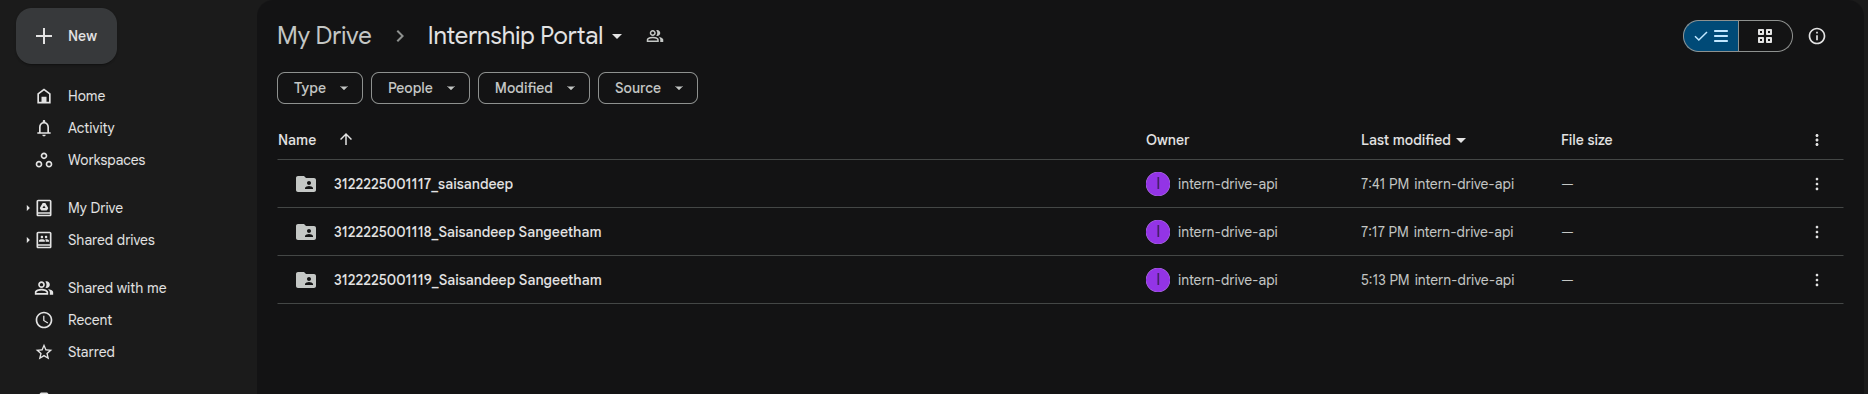 New
Home
Activity
Workspaces
My Drive
Shared drives
Shared with me
Recent
Starred
My Drive > Internship Portal
Type People Modified Source
Name Owner Last modified File size
3122225001117_saisandeep I intern-drive-api 7:41 PM intern-drive-api —
3122225001118_Saisandeep Sangeetham I intern-drive-api 7:17 PM intern-drive-api —
3122225001119_Saisandeep Sangeetham I intern-drive-api 5:13 PM intern-drive-api —